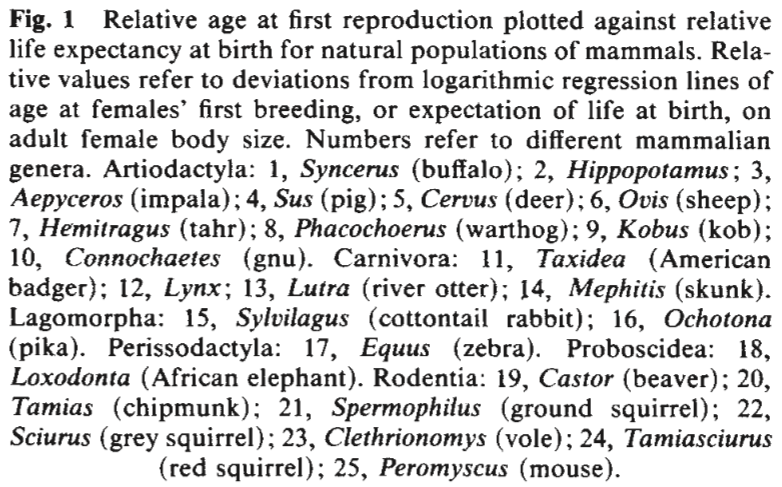 Fig. 1 Relative age at first reproduction plotted against relative
life expectancy at birth for natural populations of mammals. Rela-
tive values refer to deviations from logarithmic regression lines of
age at females' first breeding, or expectation of life at birth, on
adult female body size. Numbers refer to different mammalian
genera. Artiodactyla: 1, Syncerus (buffalo); 2, Hippopotamus; 3,
Aepyceros (impala); 4, Sus (pig); 5, Cervus (deer); 6, Ovis (sheep);
7, Hemitragus (tahr); 8, Phacochoerus (warthog); 9, Kobus (kob);
10, Connochaetes (gnu). Carnivora: 11, Taxidea (American
badger); 12, Lynx; 13, Lutra (river otter); 14, Mephitis (skunk).
Lagomorpha: 15, Sylvilagus (cottontail rabbit); 16, Ochotona
(pika). Perissodactyla: 17, Equus (zebra). Proboscidea: 18,
Loxodonta (African elephant). Rodentia: 19, Castor (beaver); 20,
Tamias (chipmunk); 21, Spermophilus (ground squirrel); 22,
Sciurus (grey squirrel); 23, Clethrionomys (vole); 24, Tamiasciurus
(red squirrel); 25, Peromyscus (mouse).